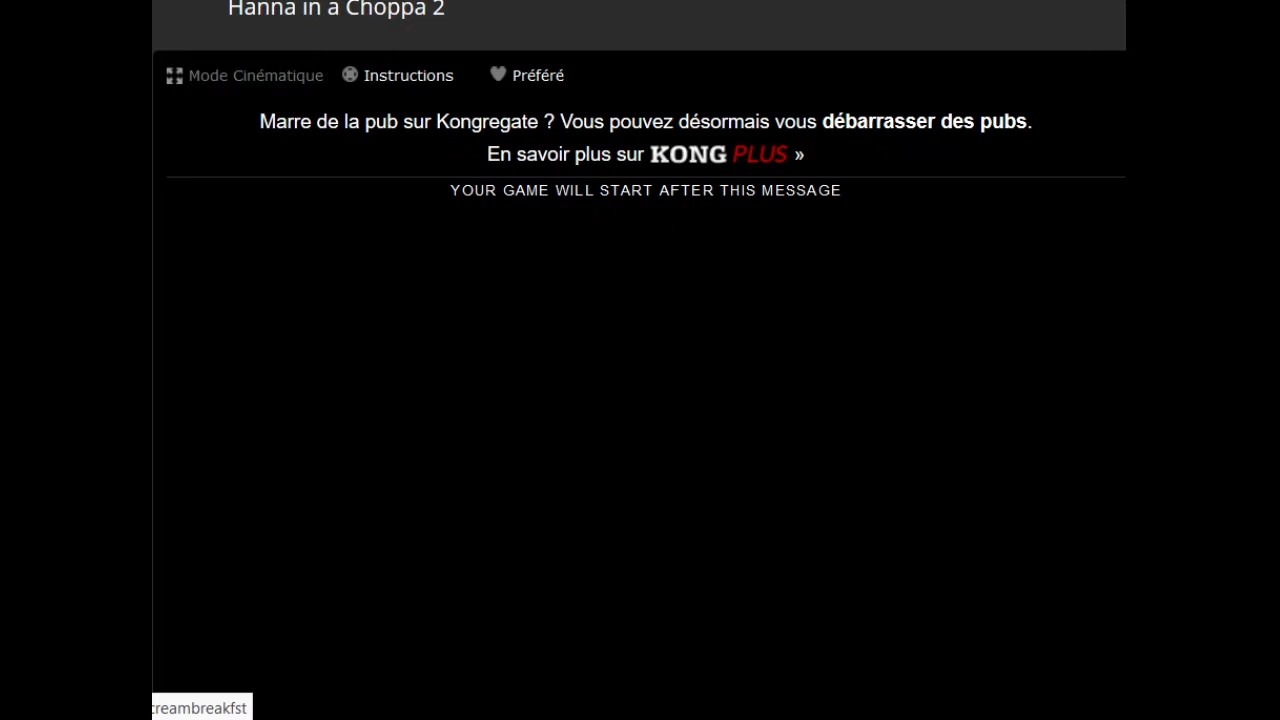 Hanna in a Choppa 2
Mode Cinématique Instructions Préféré
Marre de la pub sur Kongregate ? Vous pouvez désormais vous débarrasser des pubs.
En savoir plus sur KONG PLUS »
YOUR GAME WILL START AFTER THIS MESSAGE
creambreakfst